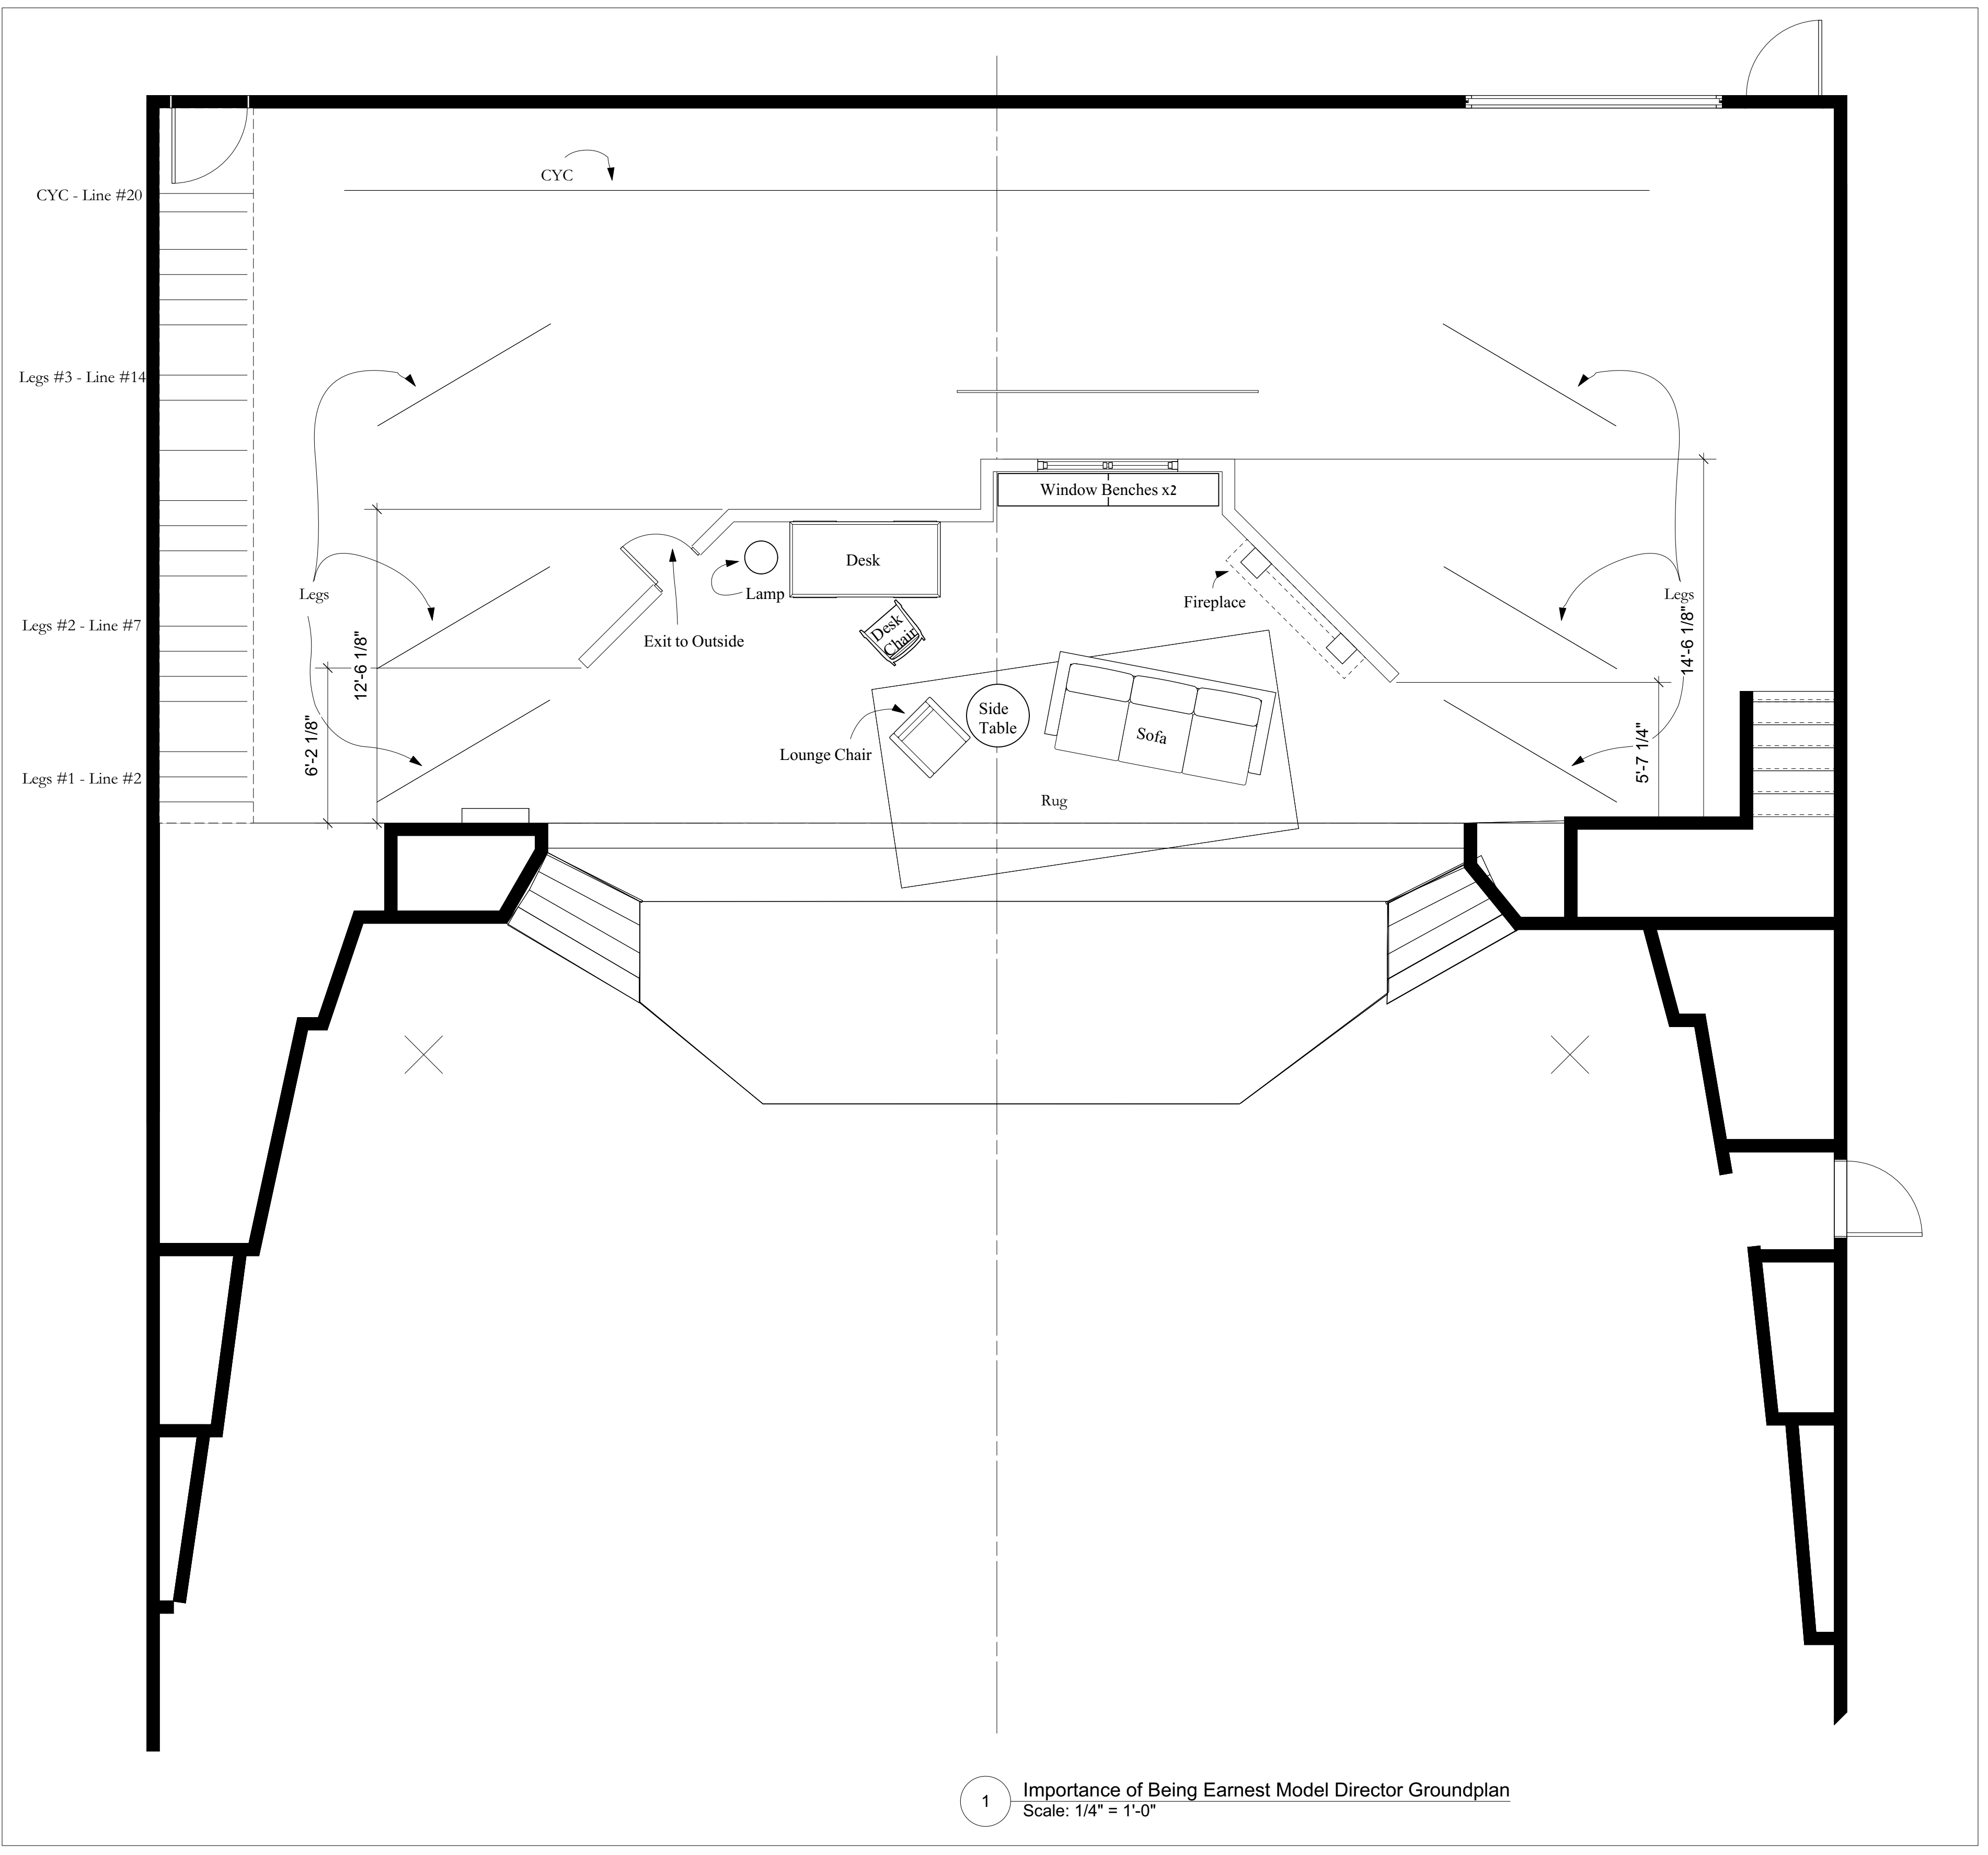 CYC
CYC - Line #20
Legs #3 - Line #14
Window Benches x2
Desk
Lamp
Legs
Legs
Fireplace
Legs #2 - Line #7
Exit to Outside
Desk
Chair
12'-6 1/8"
14'-6 1/8"
6'-2 1/8"
5'-7 1/4"
Side
Table
Sofa
Lounge Chair
Legs #1 - Line #2
Rug
1
Importance of Being Earnest Model Director Groundplan
Scale: 1/4" = 1'-0"